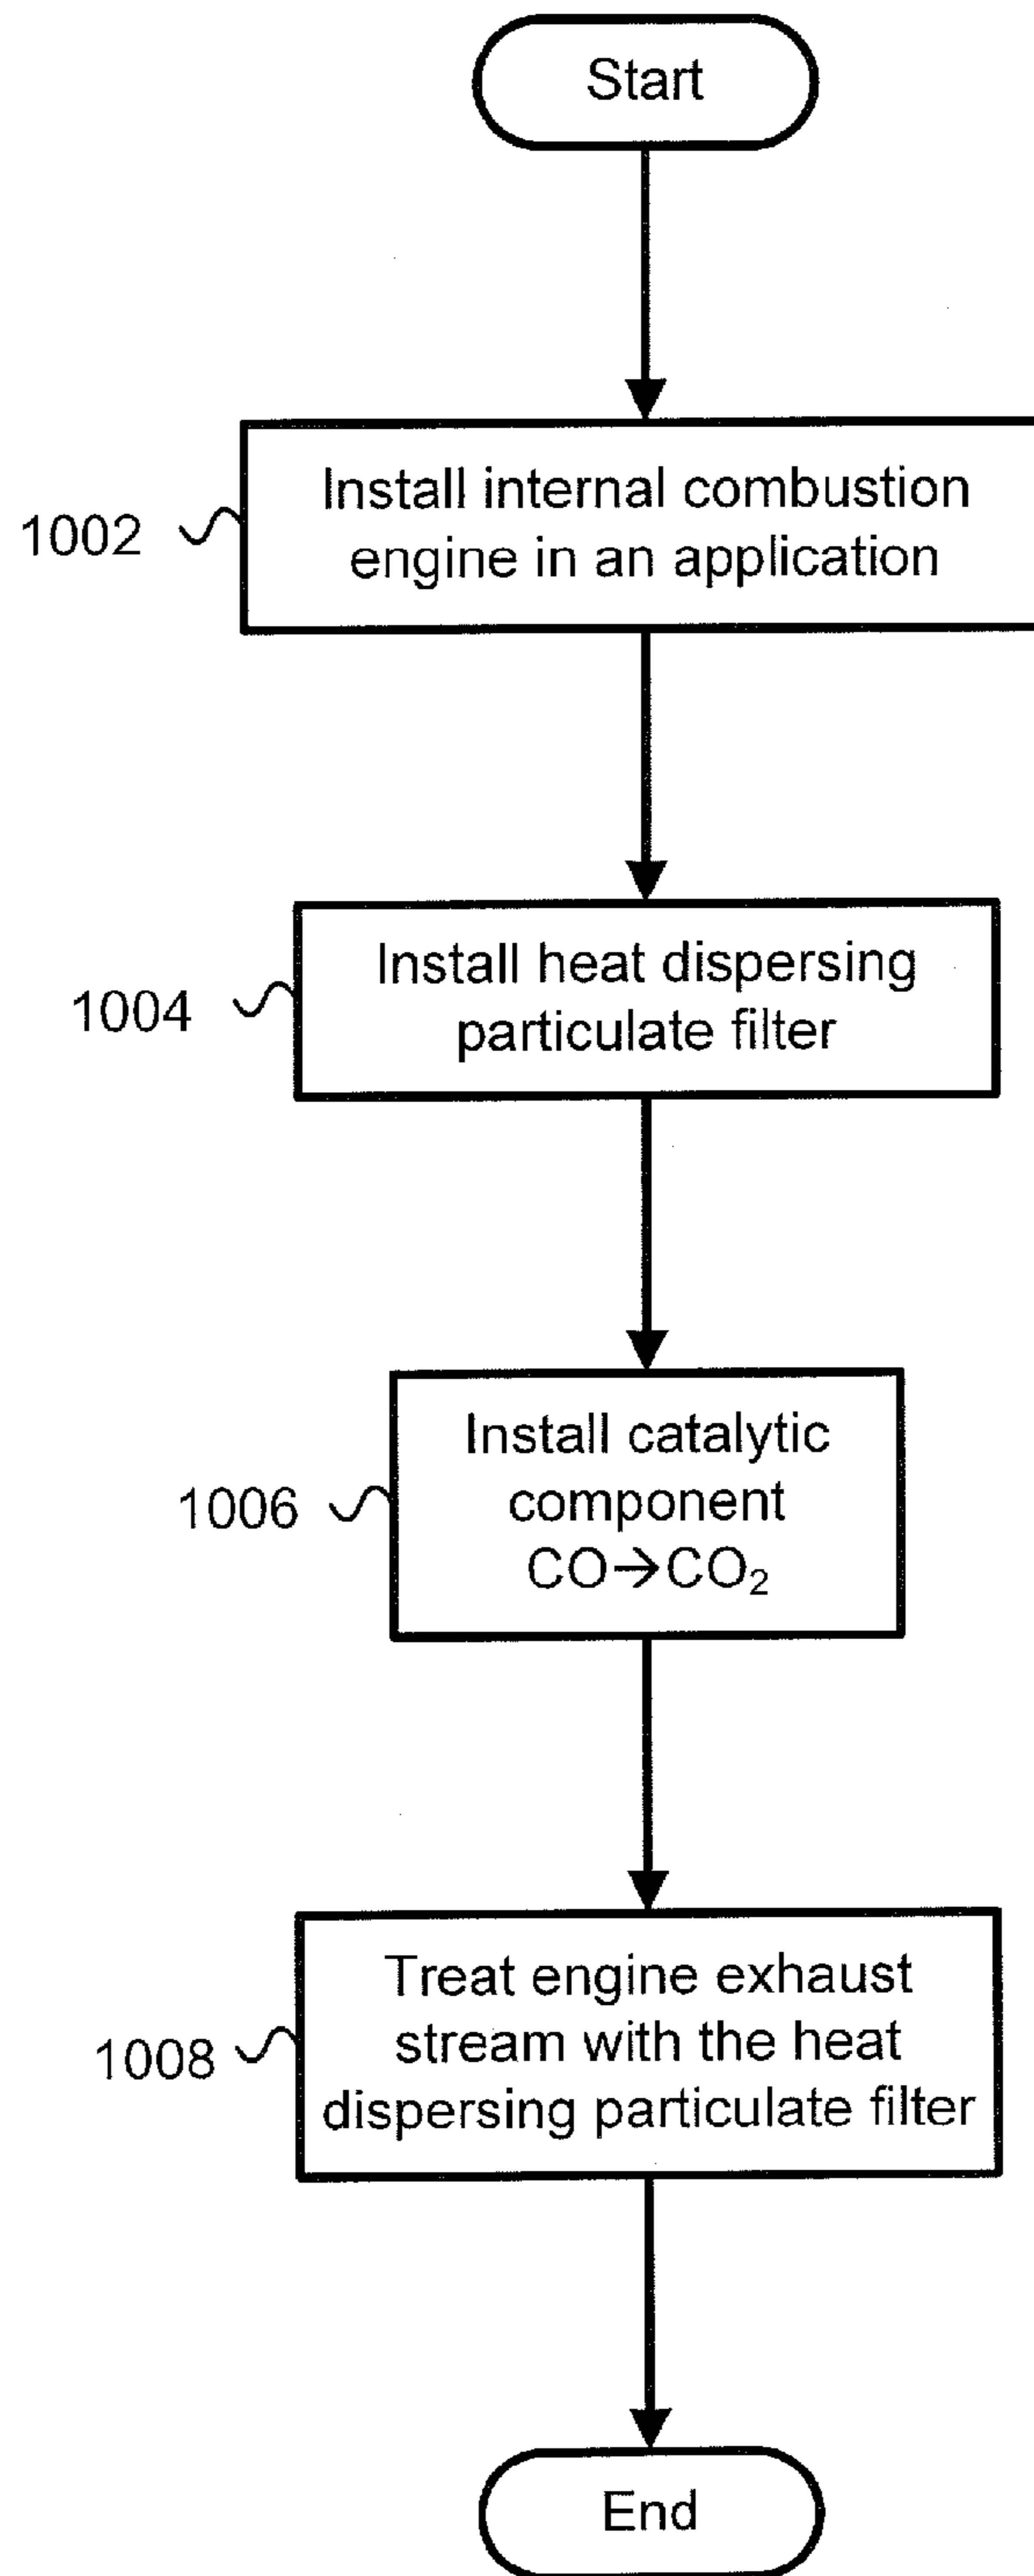 Start
Install internal combustion
engine in an application
1002
Install heat dispersing
particulate filter
1004
Install catalytic
component
CO→CO₂
1006
Treat engine exhaust
stream with the heat
dispersing particulate filter
1008
End